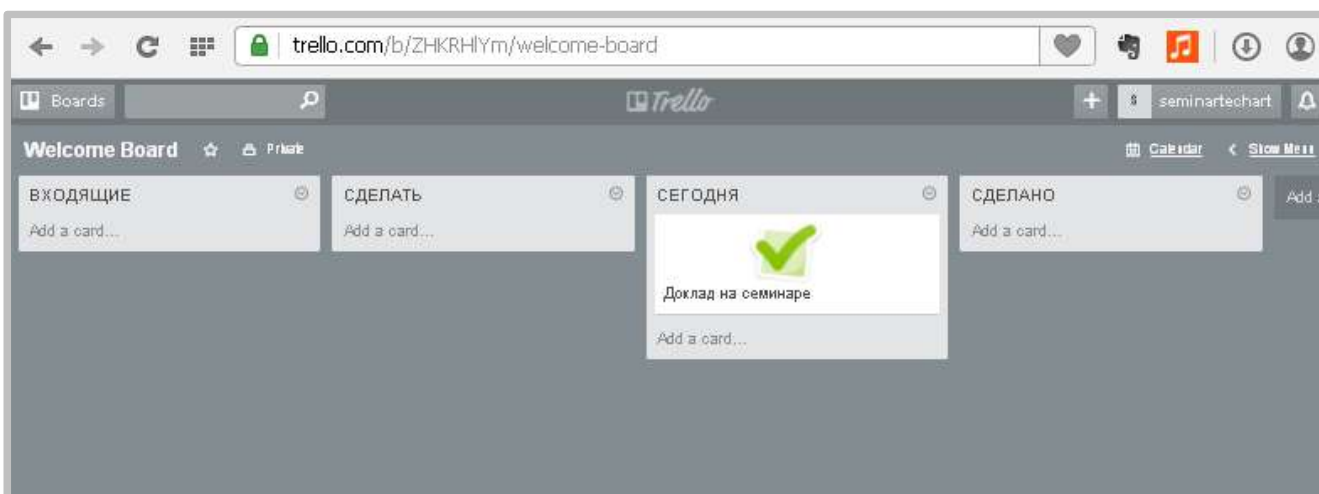 trello.com/b/ZHKRHlYm/welcome-board
Boards
Trello
seminartechart
Welcome Board Private
Calendar Show Menu
ВХОДЯЩИЕ СДЕЛАТЬ СЕГОДНЯ СДЕЛАНО Add
Add a card... Add a card... Add a card...
Доклад на семинаре
Add a card...